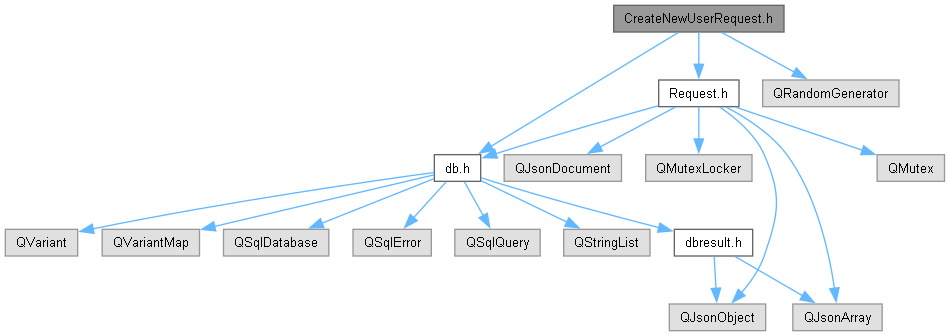 CreateNewUserRequest.h
Request.h
QRandomGenerator
db.h
QJsonDocument
QMutexLocker
QMutex
QVariant
QVariantMap
QSqlDatabase
QSqlError
QSqlQuery
QStringList
dbresult.h
QJsonObject
QJsonArray